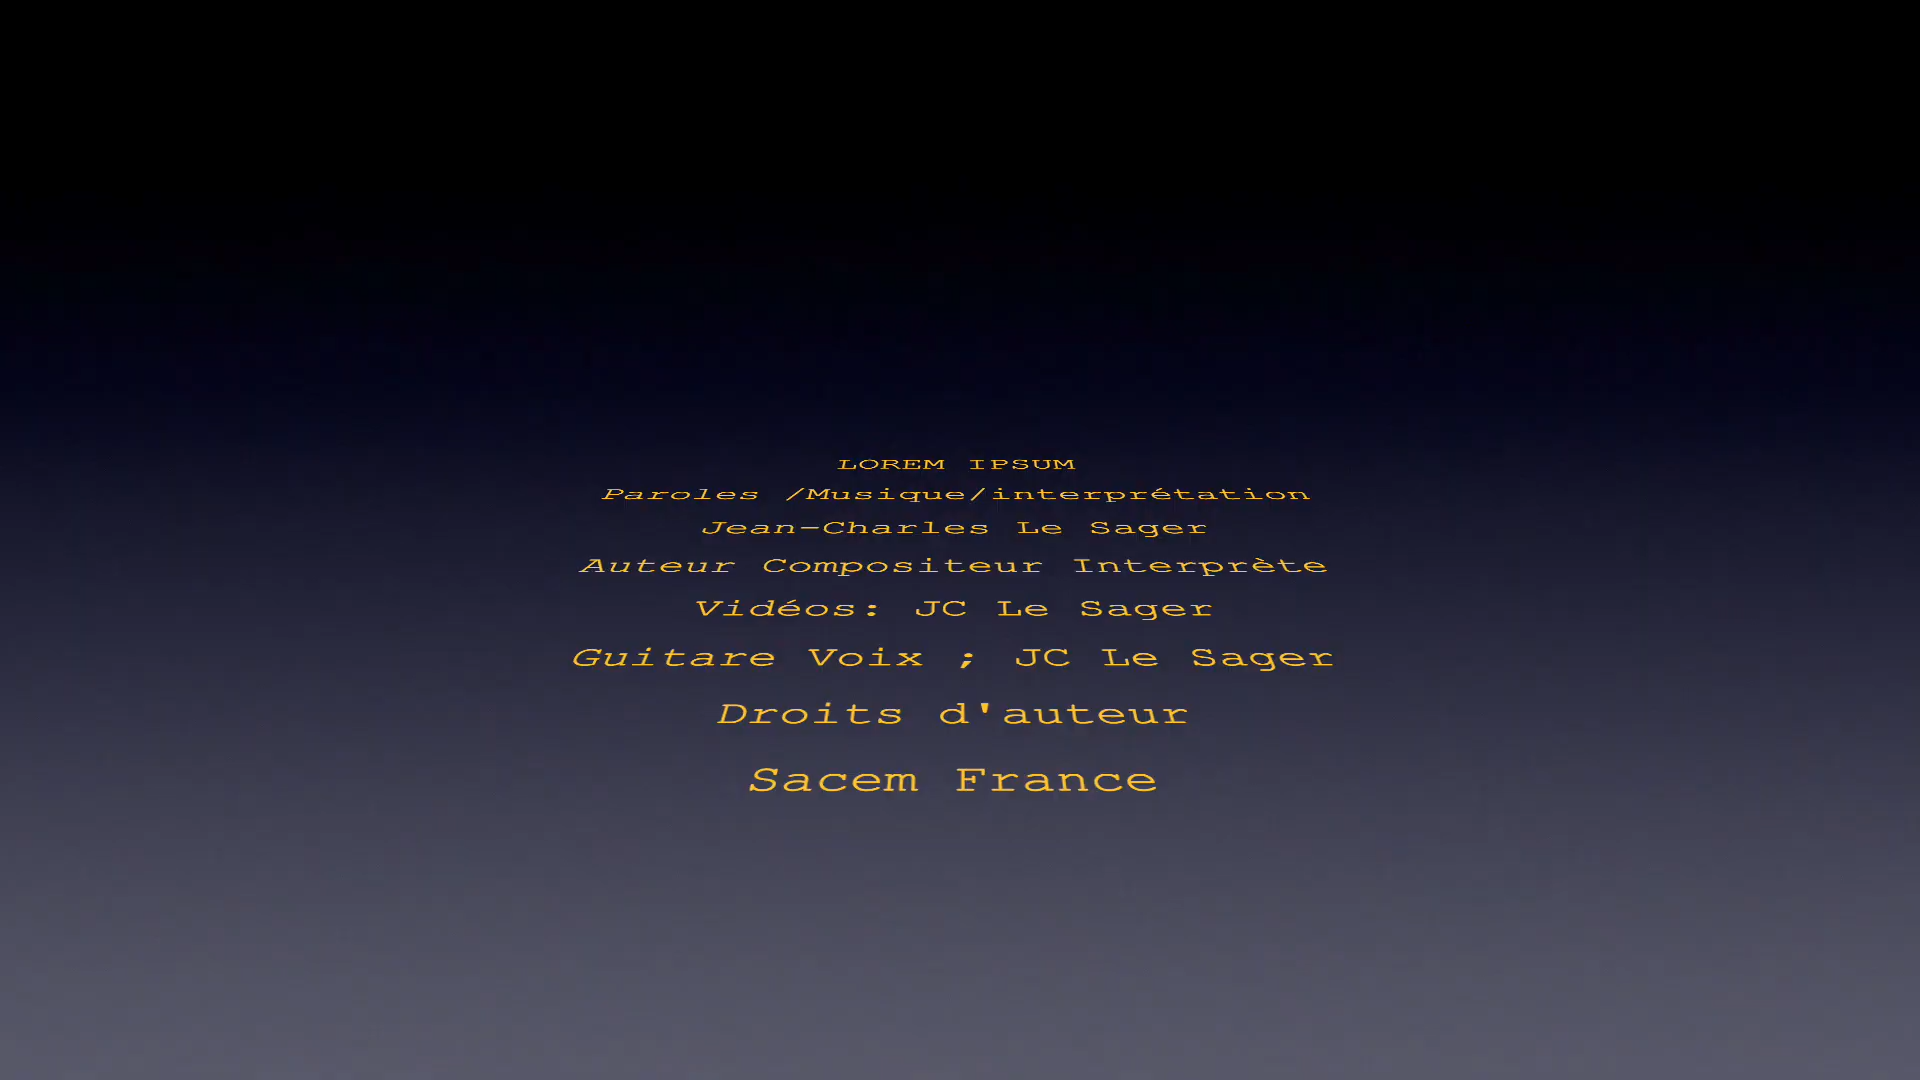 LOREM IPSUM
Paroles /Musique/interprétation
Jean-Charles Le Sager
Auteur Compositeur Interprète
Vidéos: JC Le Sager
Guitare Voix ; JC Le Sager
Droits d'auteur
Sacem France